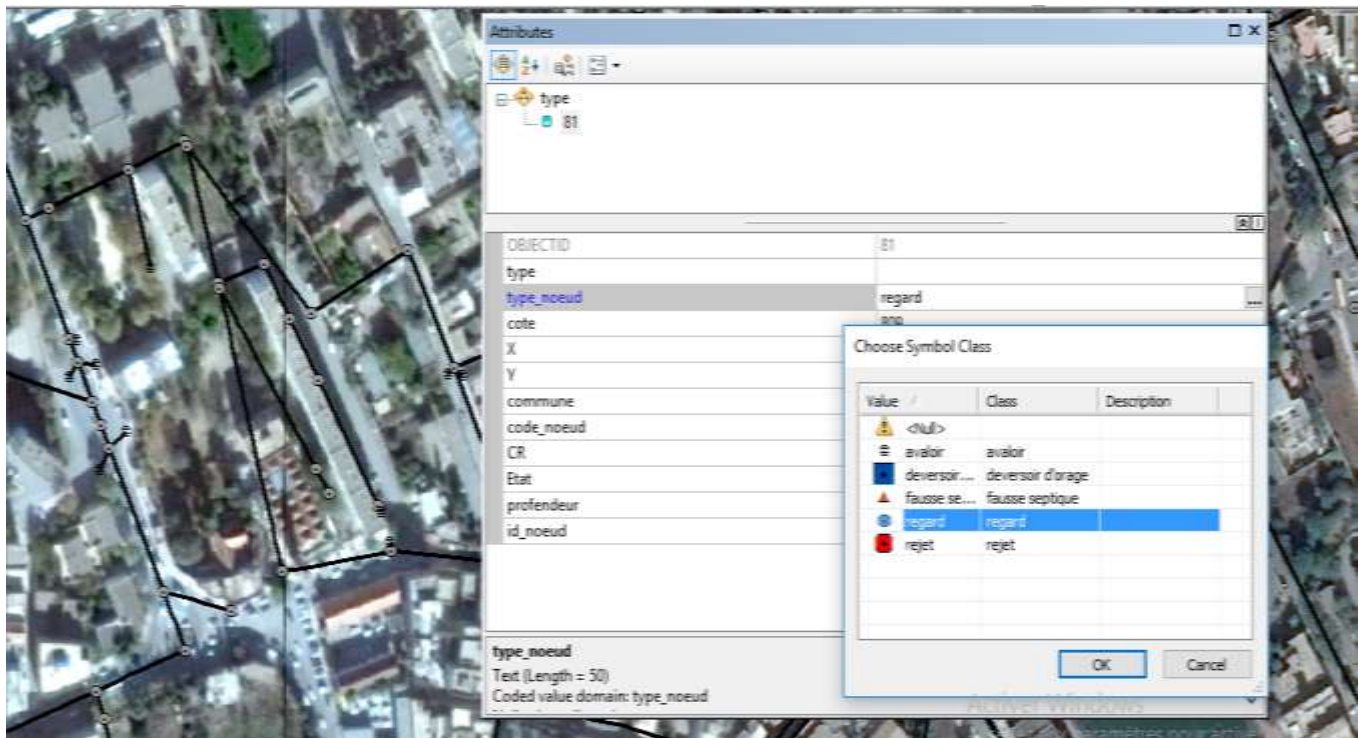 Attributes
type
81
OBJECTID 81
type
type_noeud regard ...
cote
X
Y
commune
code_noeud
CR
Etat
profendeur
id_noeud
type_noeud
Text (Length = 50)
Coded value domain: type_noeud
Choose Symbol Class
Value Class Description
<Null>
avaloir avaloir
deversoir.... deversoir d'orage
fausse se... fausse septique
regard regard
rejet rejet
OK Cancel
Activer Windows